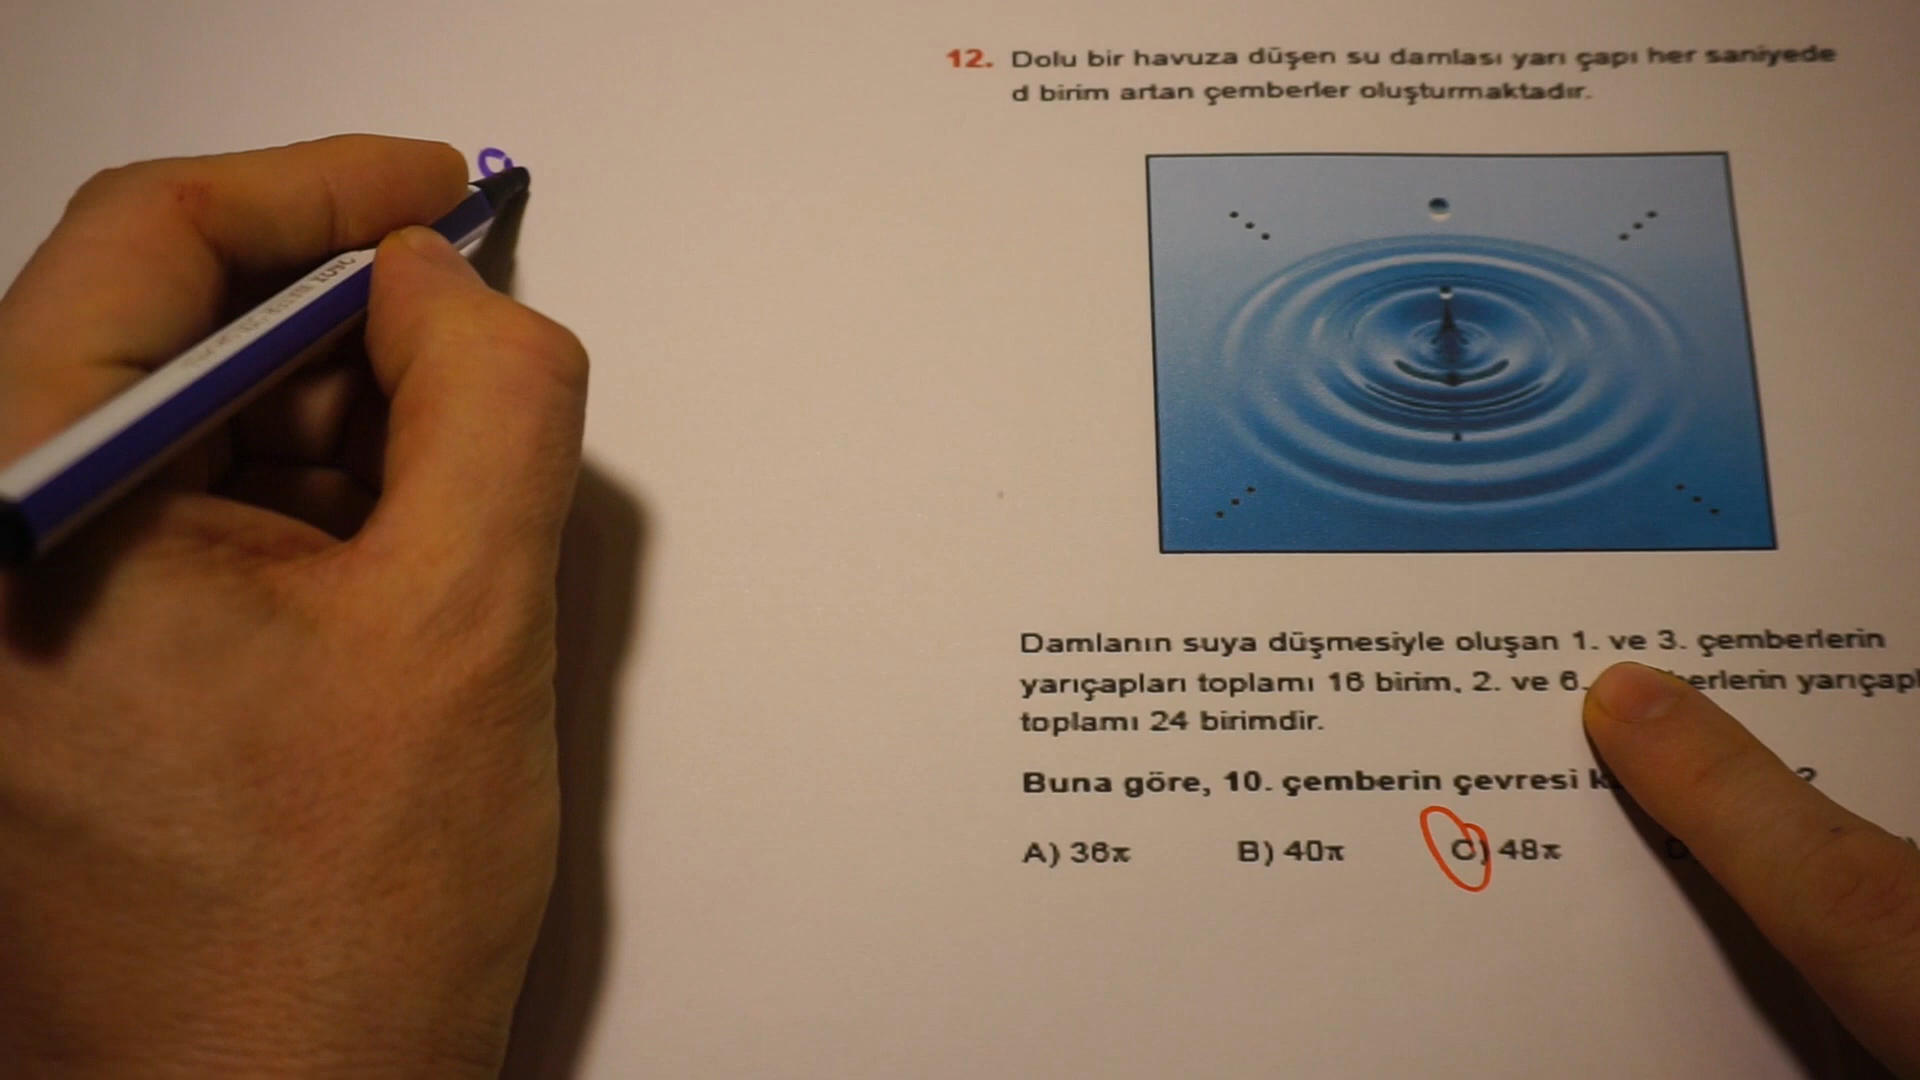 12. Dolu bir havuza düşen su damlası yarı çapı her saniyede
d birim artan çemberler oluşturmaktadır.
Damlanın suya düşmesiyle oluşan 1. ve 3. çemberlerin
yarıçapları toplamı 16 birim, 2. ve 6.
toplamı 24 birimdir.
Buna göre, 10. çemberin çevresi
A) 36π B) 40π C) 48π